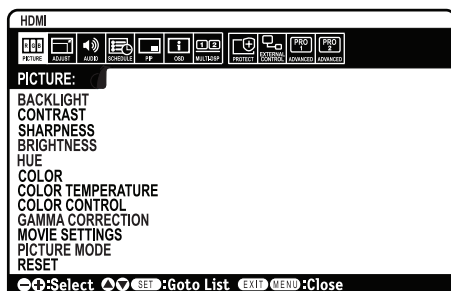 HDMI
RGB 12 PRO 1 PRO 2
PICTURE ADJUST AUDIO SCHEDULE PIP OSD MULTI-DSP PROTECT EXTERNAL CONTROL ADVANCED ADVANCED
PICTURE:
BACKLIGHT
CONTRAST
SHARPNESS
BRIGHTNESS
HUE
COLOR
COLOR TEMPERATURE
COLOR CONTROL
GAMMA CORRECTION
MOVIE SETTINGS
PICTURE MODE
RESET
:Select SET :Goto List EXIT MENU :Close